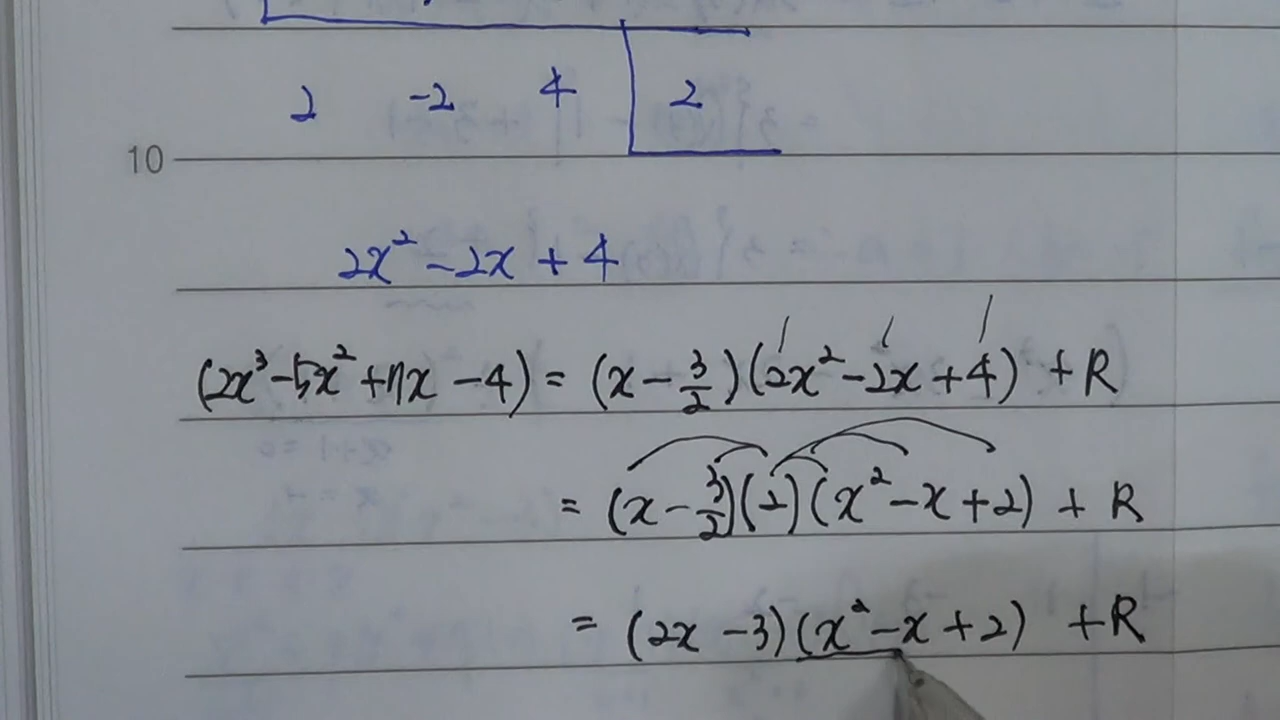 2 -2 4 2
10
2x² - 2x + 4
(2x³ - 5x² + 7x - 4) = (x - 3/2)(2x² - 2x + 4) + R
= (x - 3/2)(2)(x² - x + 2) + R
= (2x - 3)(x² - x + 2) + R